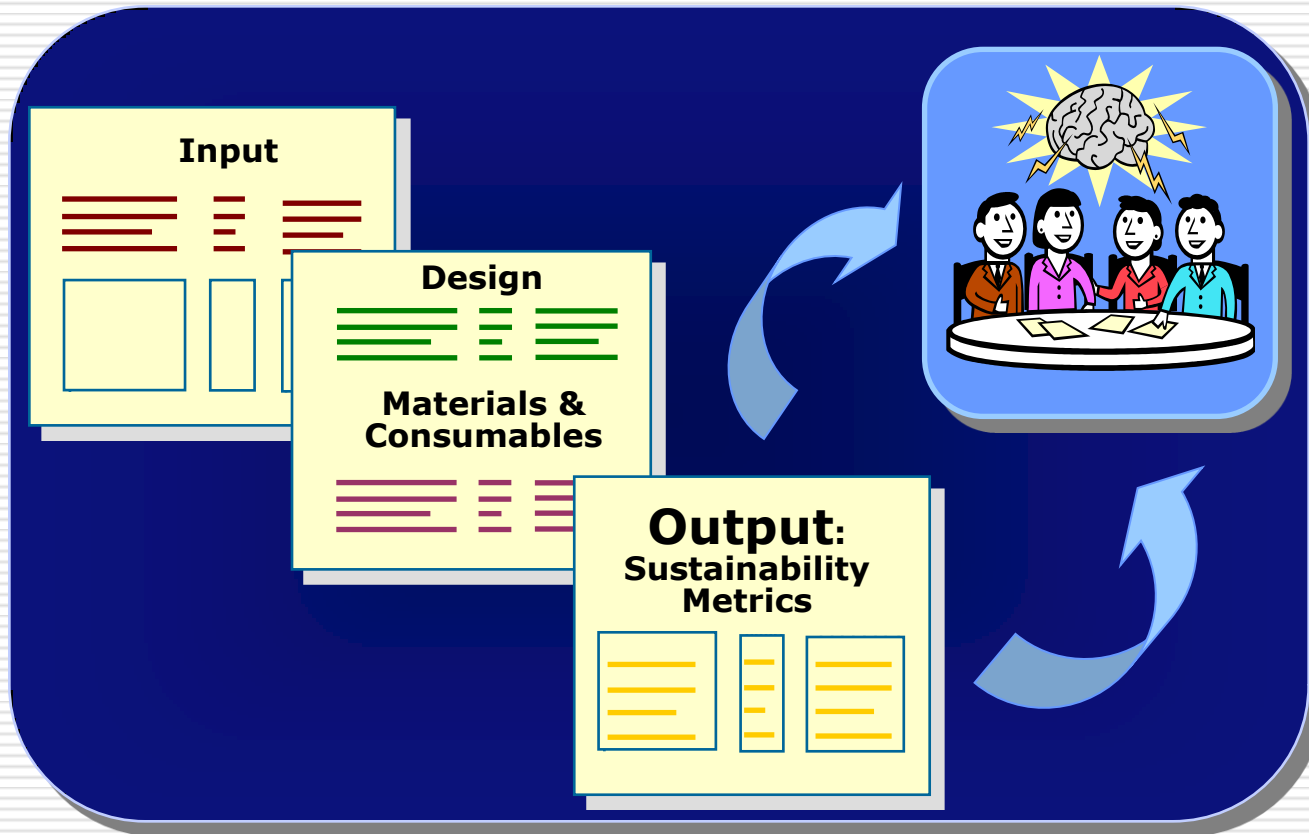 Input
Design
Materials &
Consumables
Output:
Sustainability
Metrics